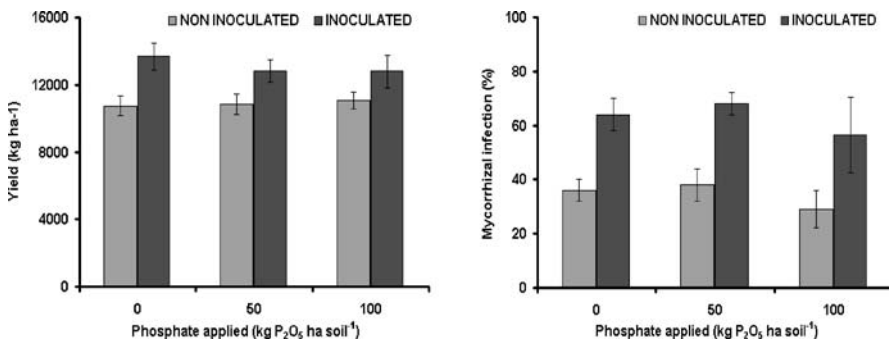 NON INOCULATED INOCULATED
16000
12000
8000
4000
0
Yield (kg ha-1)
0 50 100
Phosphate applied (kg P₂O₅ ha soil⁻¹)
NON INOCULATED INOCULATED
100
80
60
40
20
0
Mycorrhizal infection (%)
0 50 100
Phosphate applied (kg P₂O₅ ha soil⁻¹)